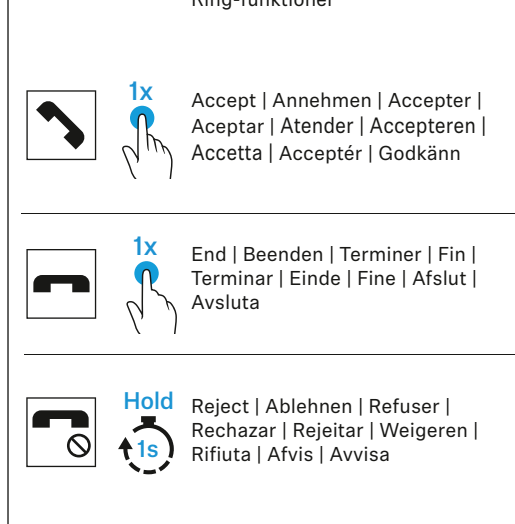 Ring-funktioner
1x
Accept | Annehmen | Accepter |
Aceptar | Atender | Accepteren |
Accetta | Acceptér | Godkänn
1x
End | Beenden | Terminer | Fin |
Terminar | Einde | Fine | Afslut |
Avsluta
Hold
1s
Reject | Ablehnen | Refuser |
Rechazar | Rejeitar | Weigeren |
Rifiuta | Afvis | Avvisa